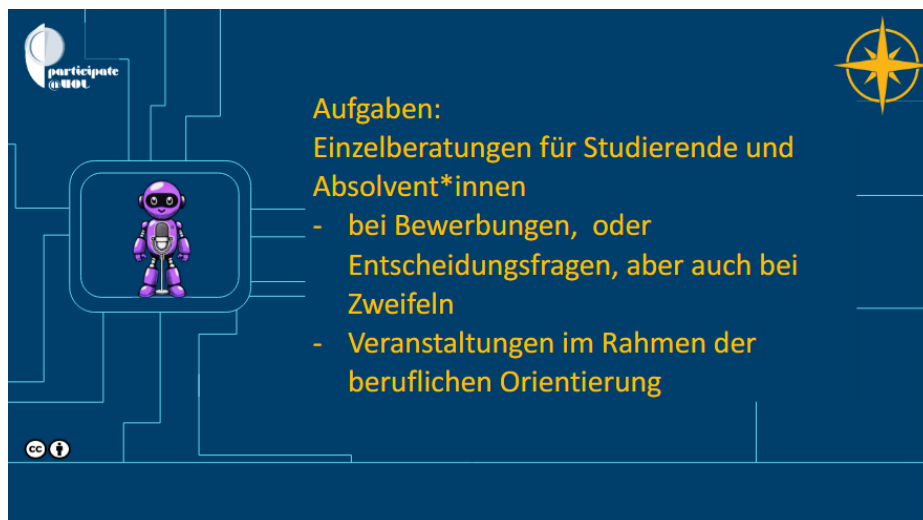 participate
@UOL
Aufgaben:
Einzelberatungen für Studierende und
Absolvent*innen
- bei Bewerbungen, oder
Entscheidungsfragen, aber auch bei
Zweifeln
- Veranstaltungen im Rahmen der
beruflichen Orientierung
cc